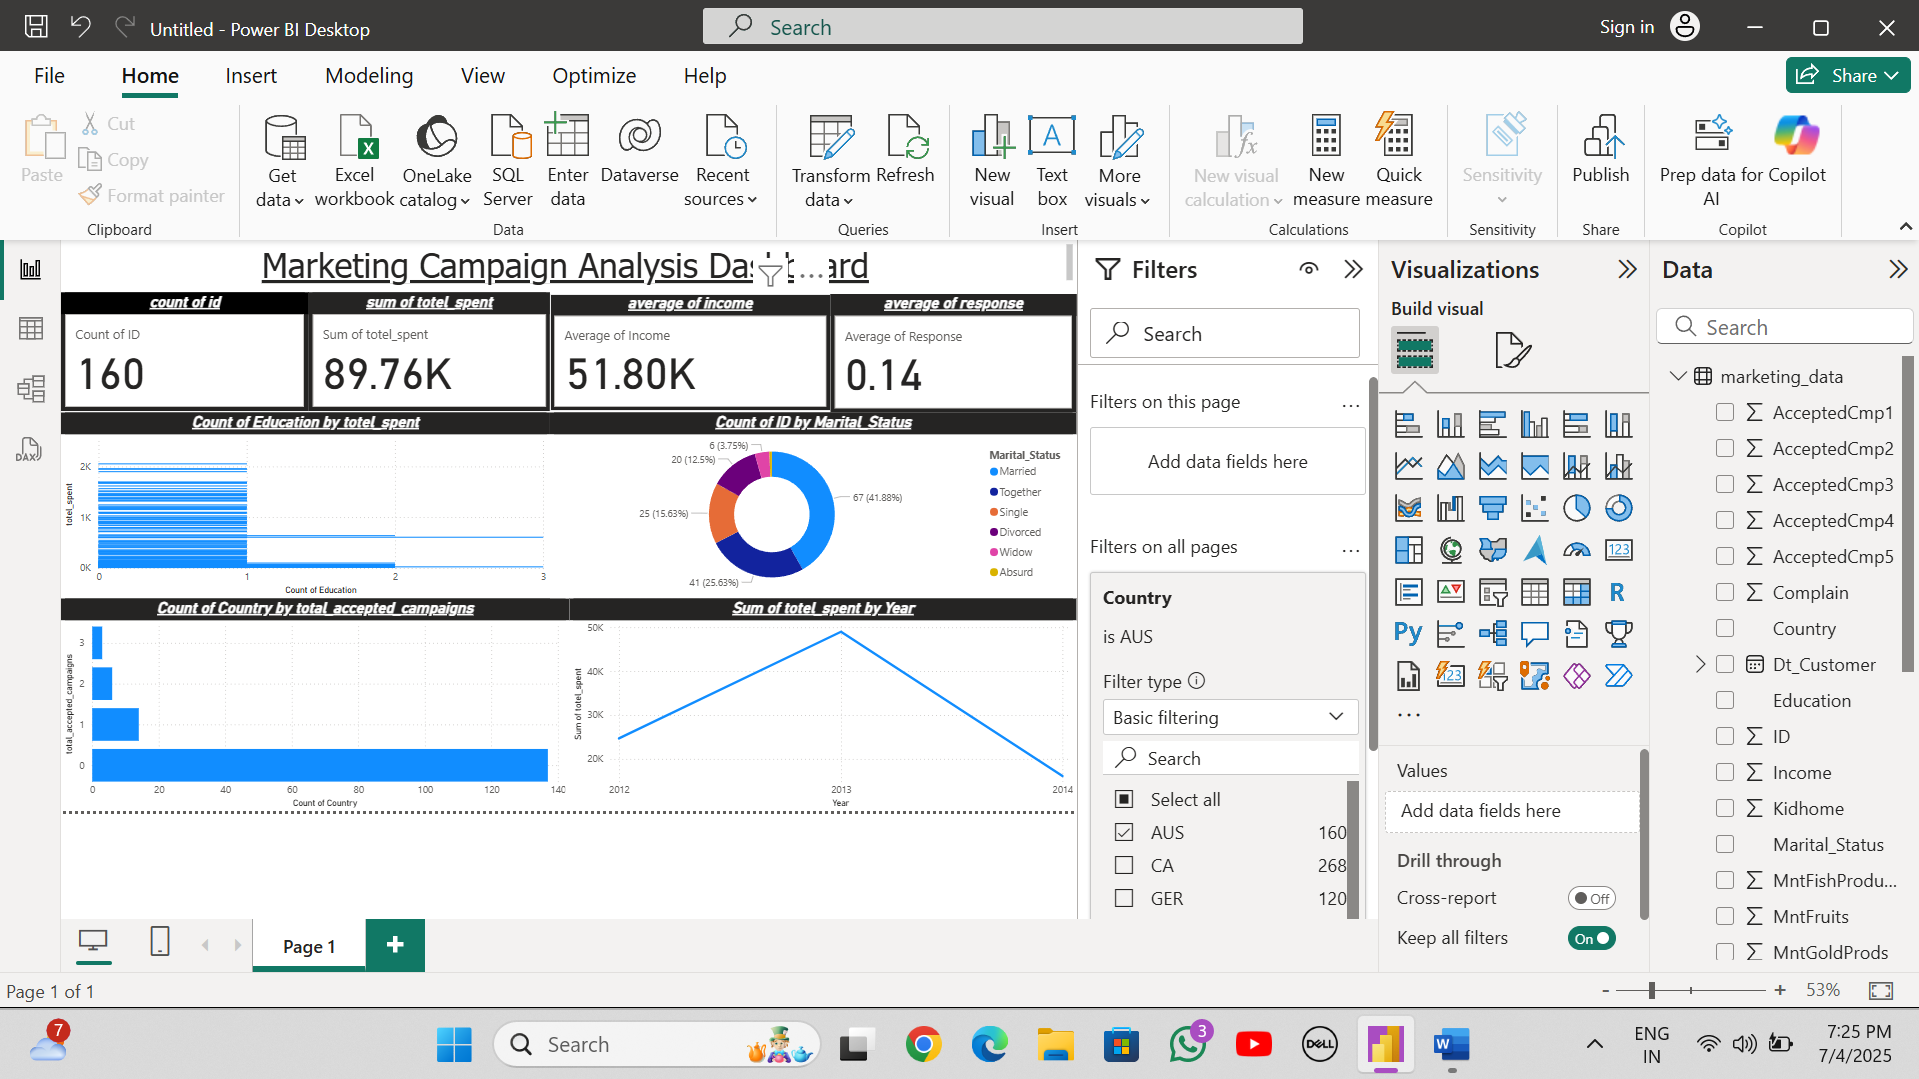 Untitled - Power BI Desktop
Search
Sign in
File
Home
Insert
Modeling
View
Optimize
Help
Share
Paste
Cut
Copy
Format painter
Clipboard
Get data
Excel workbook
OneLake catalog
SQL Server
Enter data
Dataverse
Recent sources
Data
Transform data
Refresh
Queries
New visual
Text box
More visuals
Insert
New visual calculation
New measure
Quick measure
Calculations
Sensitivity
Sensitivity
Publish
Share
Prep data for AI
Copilot
Copilot
DAX
Marketing Campaign Analysis Das
ard
count of id
Count of ID
160
sum of totel_spent
Sum of totel_spent
89.76K
average of income
Average of Income
51.80K
average of response
Average of Response
0.14
Count of Education by totel_spent
totel_spent
2K
1K
0K
0
1
2
3
Count of Education
Count of ID by Marital_Status
6 (3.75%)
20 (12.5%)
25 (15.63%)
41 (25.63%)
67 (41.88%)
Marital_Status
Married
Together
Single
Divorced
Widow
Absurd
Count of Country by total_accepted_campaigns
total_accepted_campaigns
3
2
1
0
0
20
40
60
80
100
120
140
Count of Country
Sum of totel_spent by Year
Sum of totel_spent
50K
40K
30K
20K
2012
2013
2014
Year
Filters
Search
Filters on this page
Add data fields here
Filters on all pages
Country
is AUS
Filter type
Basic filtering
Search
Select all
AUS 160
CA 268
GER 120
Visualizations
Build visual
123
R
Py
123
Values
Add data fields here
Drill through
Cross-report
Off
Keep all filters
On
Data
Search
marketing_data
AcceptedCmp1
AcceptedCmp2
AcceptedCmp3
AcceptedCmp4
AcceptedCmp5
Complain
Country
Dt_Customer
Education
ID
Income
Kidhome
Marital_Status
MntFishProdu...
MntFruits
MntGoldProds
Page 1
Page 1 of 1
- + 53%
7
Search
3
DELL
W
ENG
IN
7:25 PM
7/4/2025